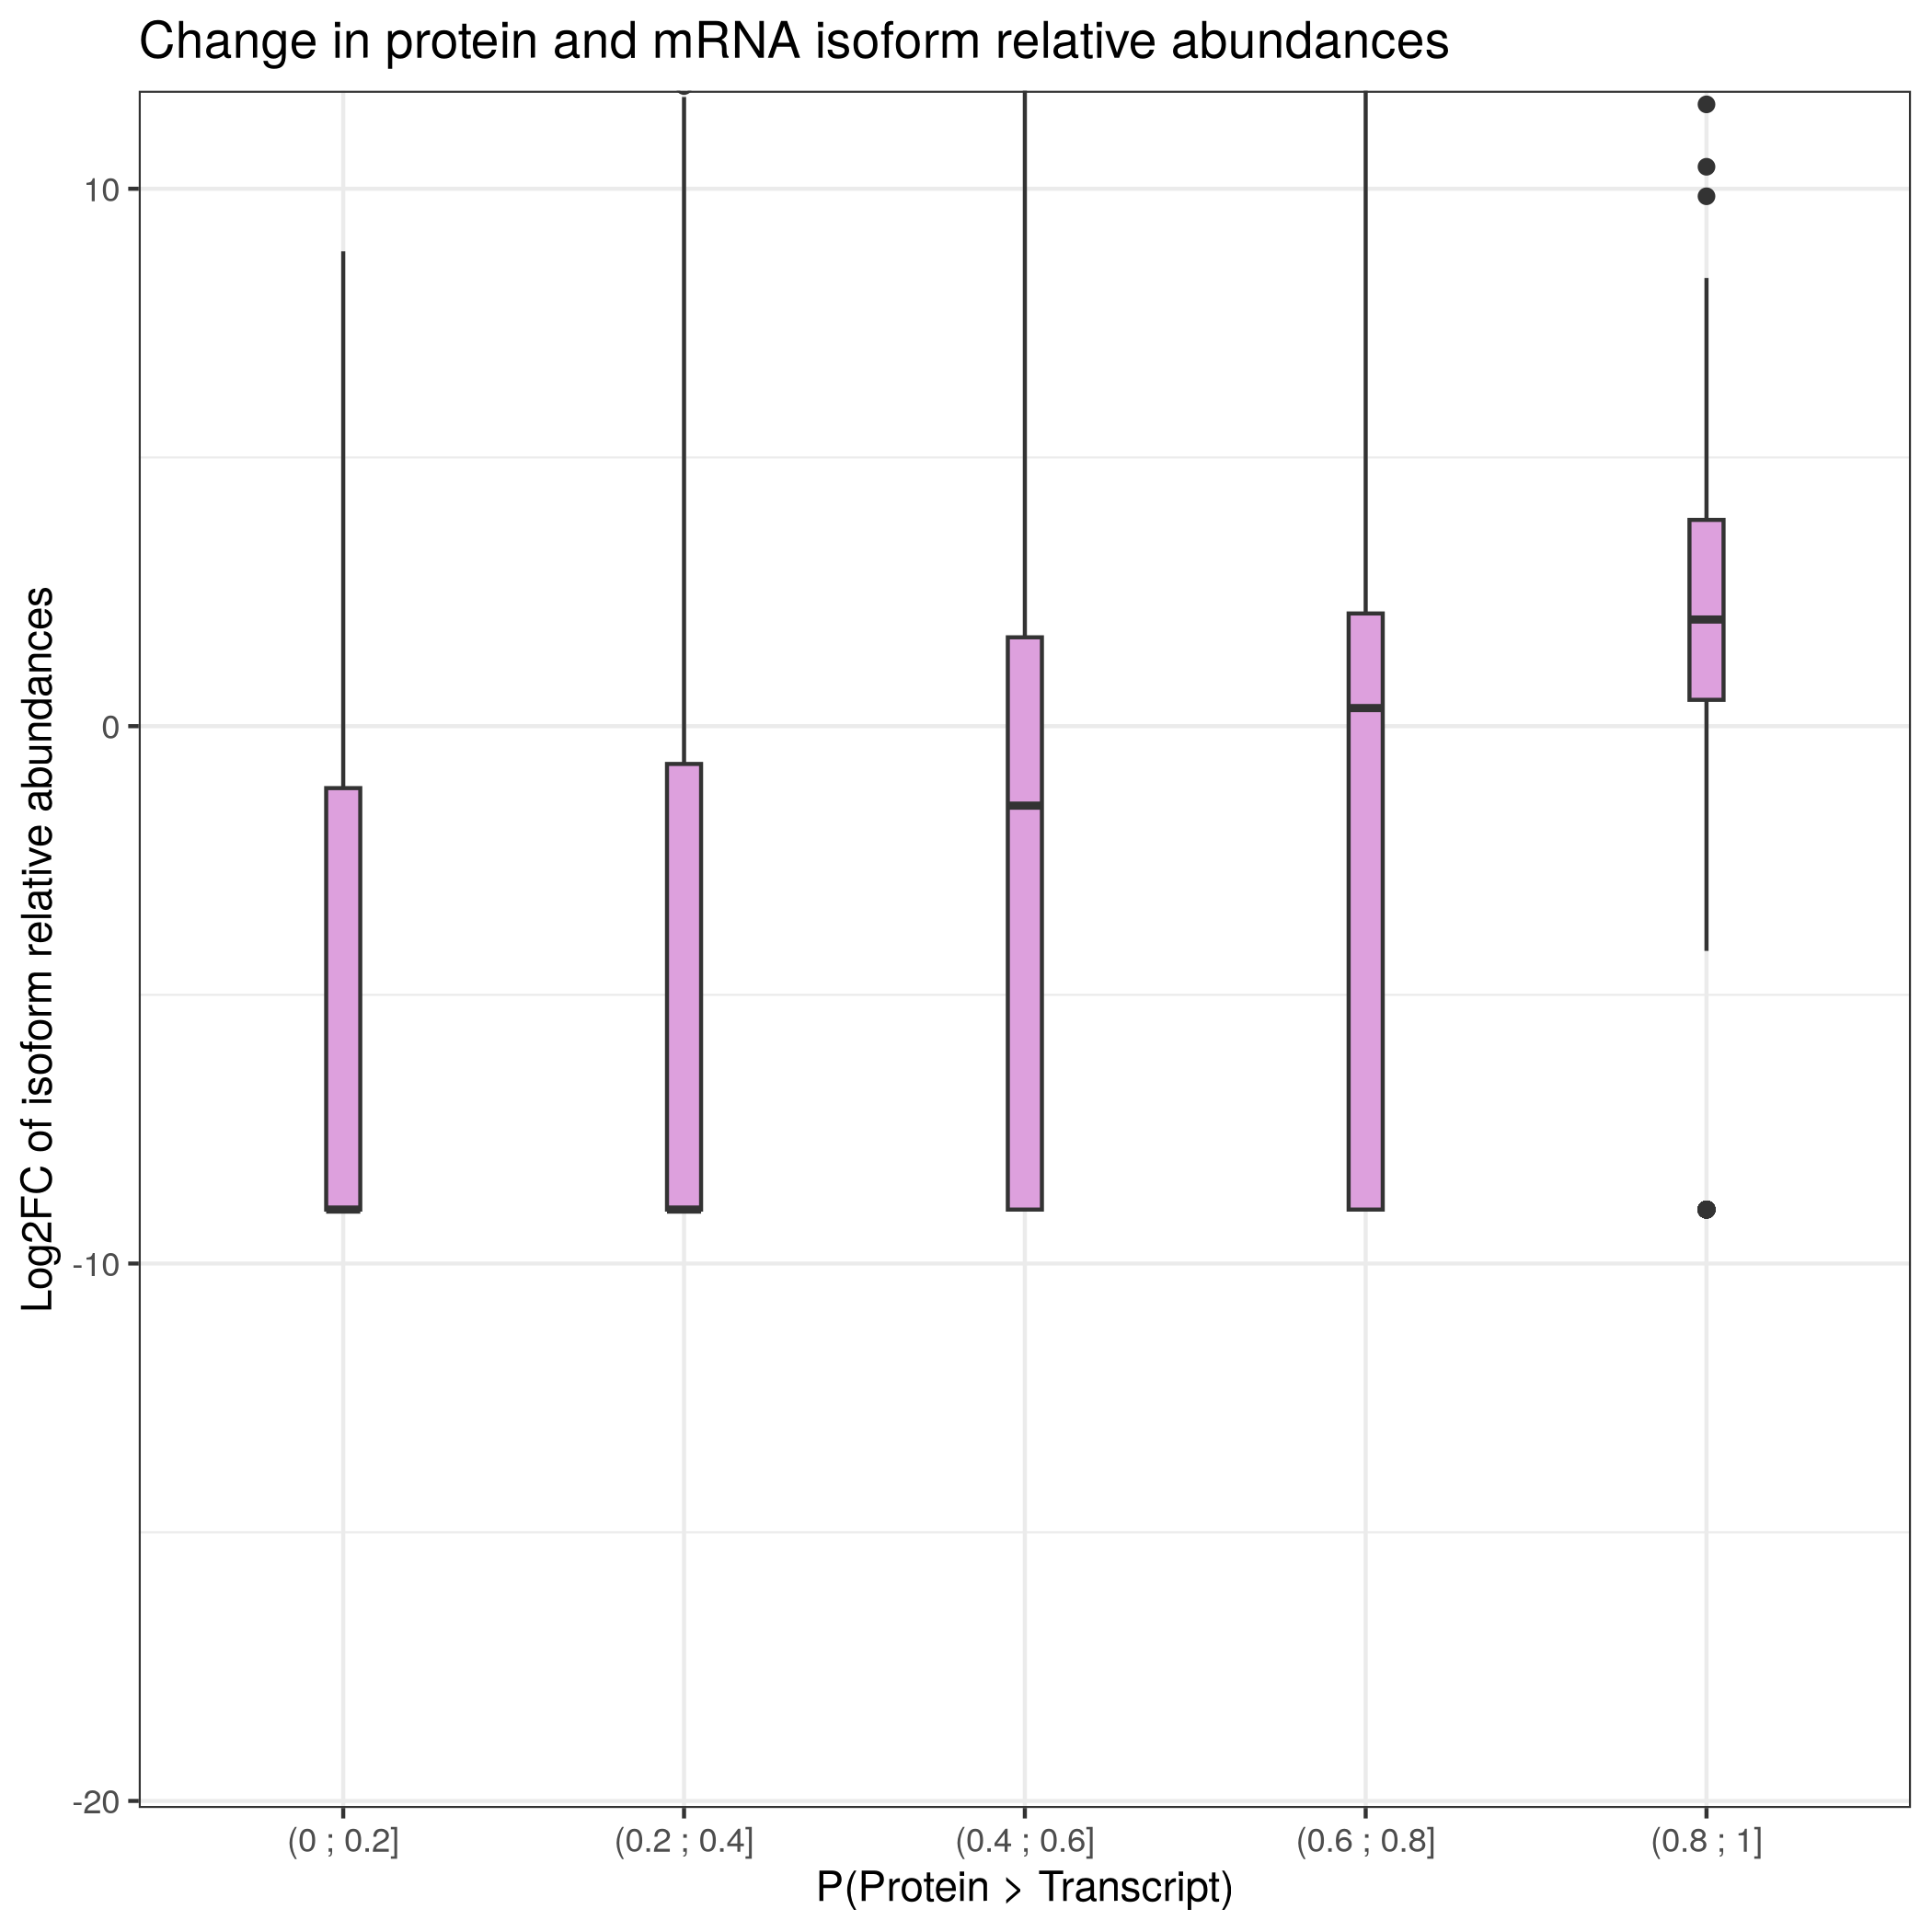 Change in protein and mRNA isoform relative abundances
Log2FC of isoform relative abundances
10
0
-10
-20
(0 ; 0.2]
(0.2 ; 0.4]
(0.4 ; 0.6]
(0.6 ; 0.8]
(0.8 ; 1]
P(Protein > Transcript)